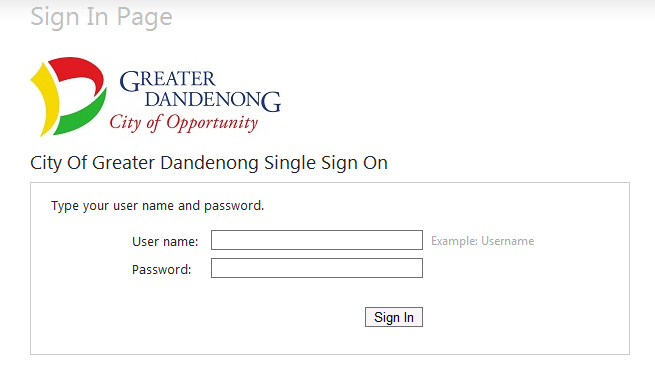 Sign In Page
GREATER
DANDENONG
City of Opportunity
City Of Greater Dandenong Single Sign On
Type your user name and password.
User name:
Example: Username
Password:
Sign In